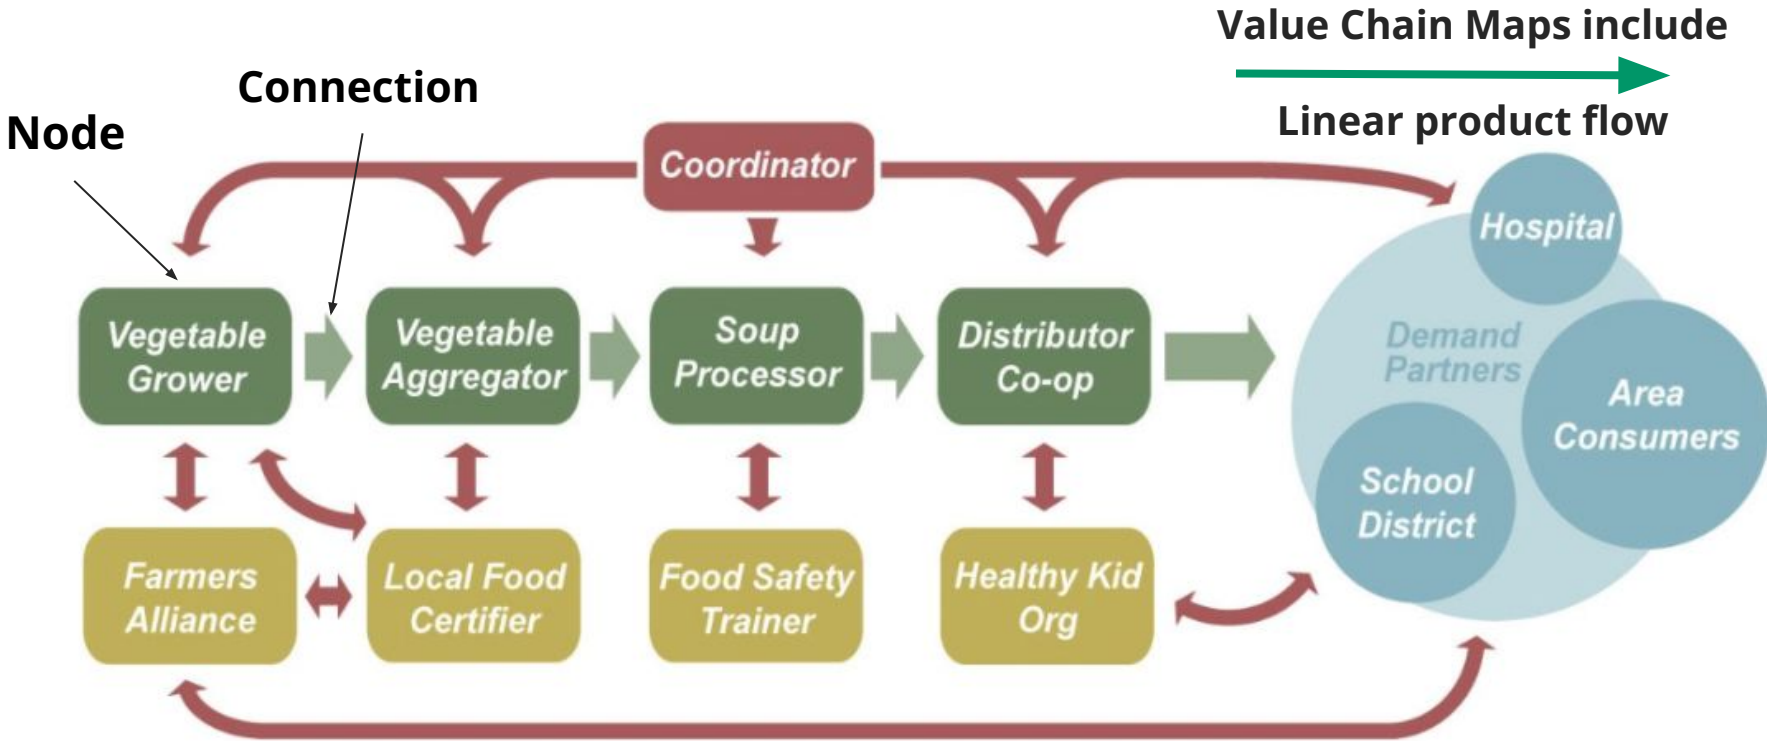 Value Chain Maps include
Linear product flow
Connection
Node
Coordinator
Hospital
Vegetable
Grower
Vegetable
Aggregator
Soup
Processor
Distributor
Co-op
Demand
Partners
Area
Consumers
School
District
Farmers
Alliance
Local Food
Certifier
Food Safety
Trainer
Healthy Kid
Org